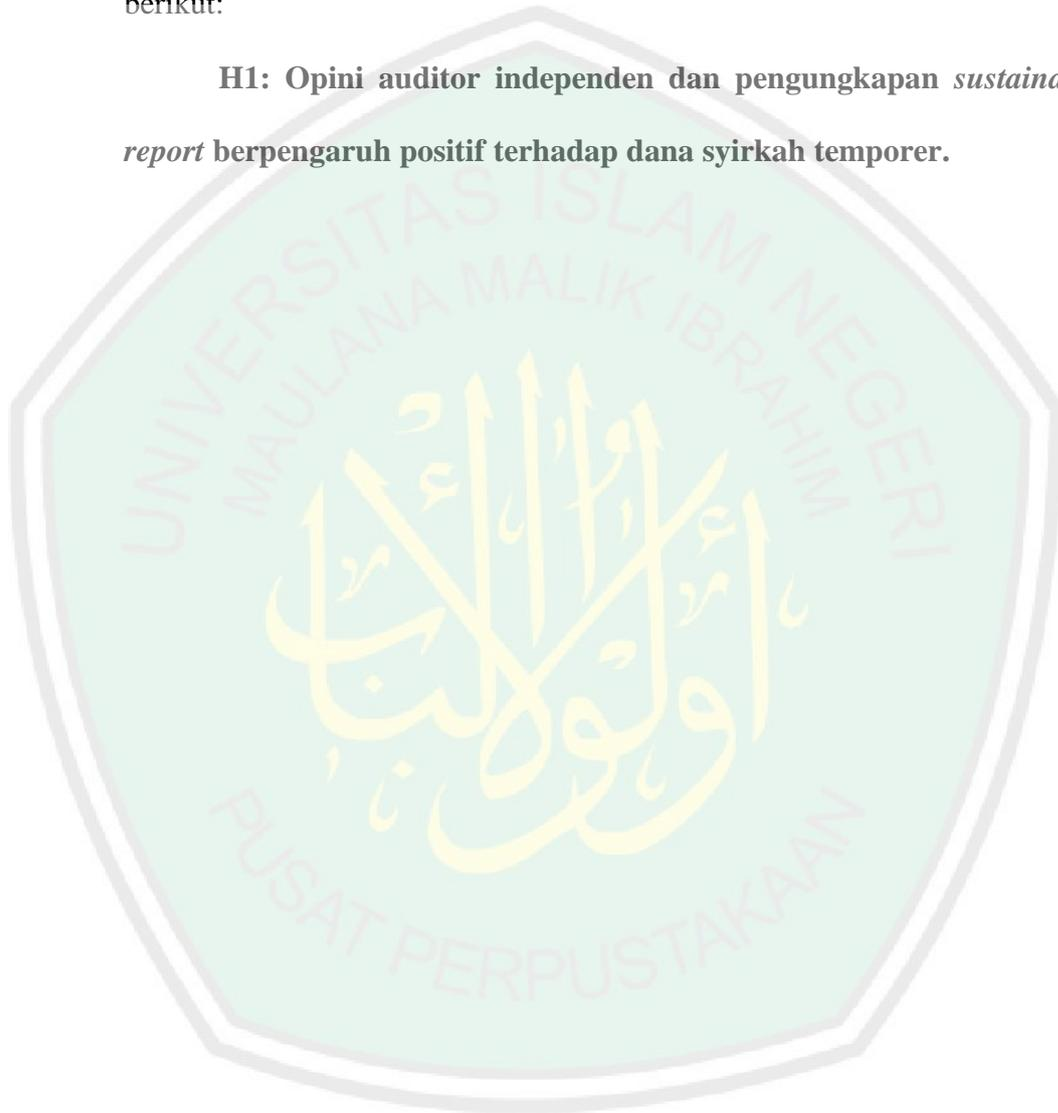 berikut:
H1: Opini auditor independen dan pengungkapan
report berpengaruh positif terhadap dana syirkah temporer.
UNIVERSITAS ISLAM NEGERI
MAULANA MALIK IBRAHIM
أولوالألباب
PUSAT PERPUSTAKAAN